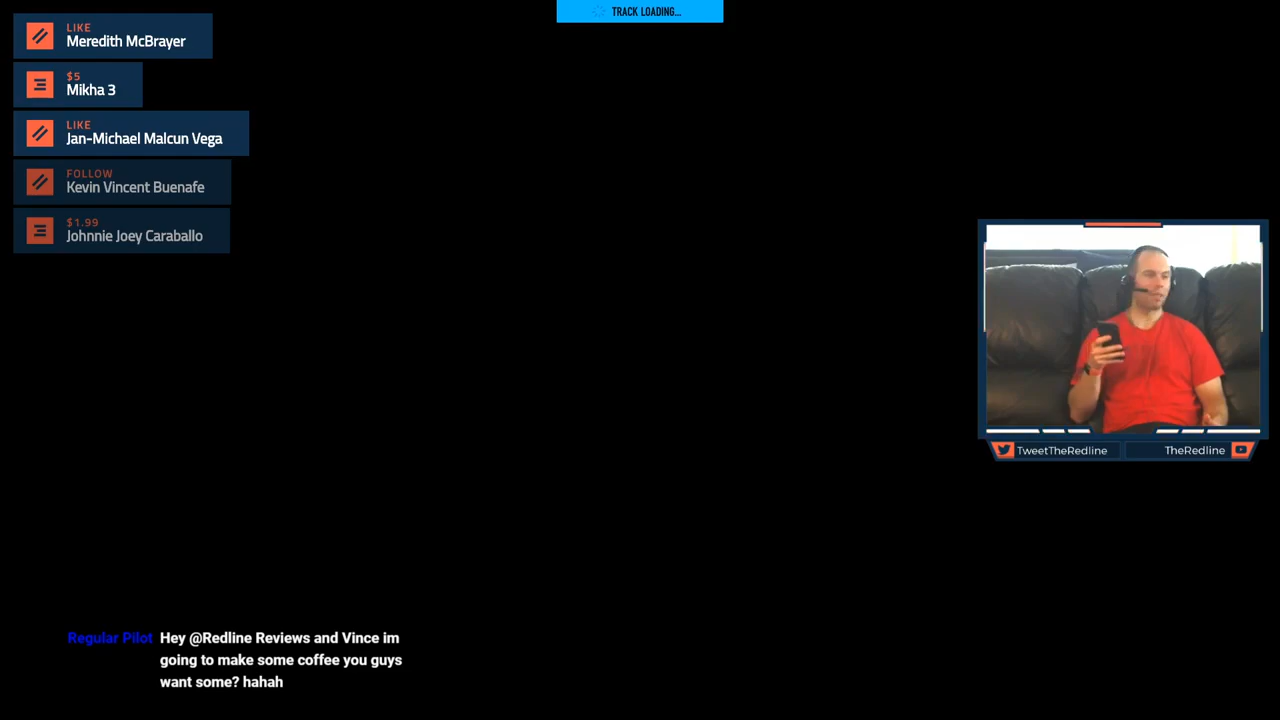 TRACK LOADING...
LIKE
Meredith McBrayer
$5
Mikha 3
LIKE
Jan-Michael Malcun Vega
FOLLOW
Kevin Vincent Buenafe
$1.99
Johnnie Joey Caraballo
TweetTheRedline
TheRedline
Regular Pilot Hey @Redline Reviews and Vince im
going to make some coffee you guys
want some? hahah